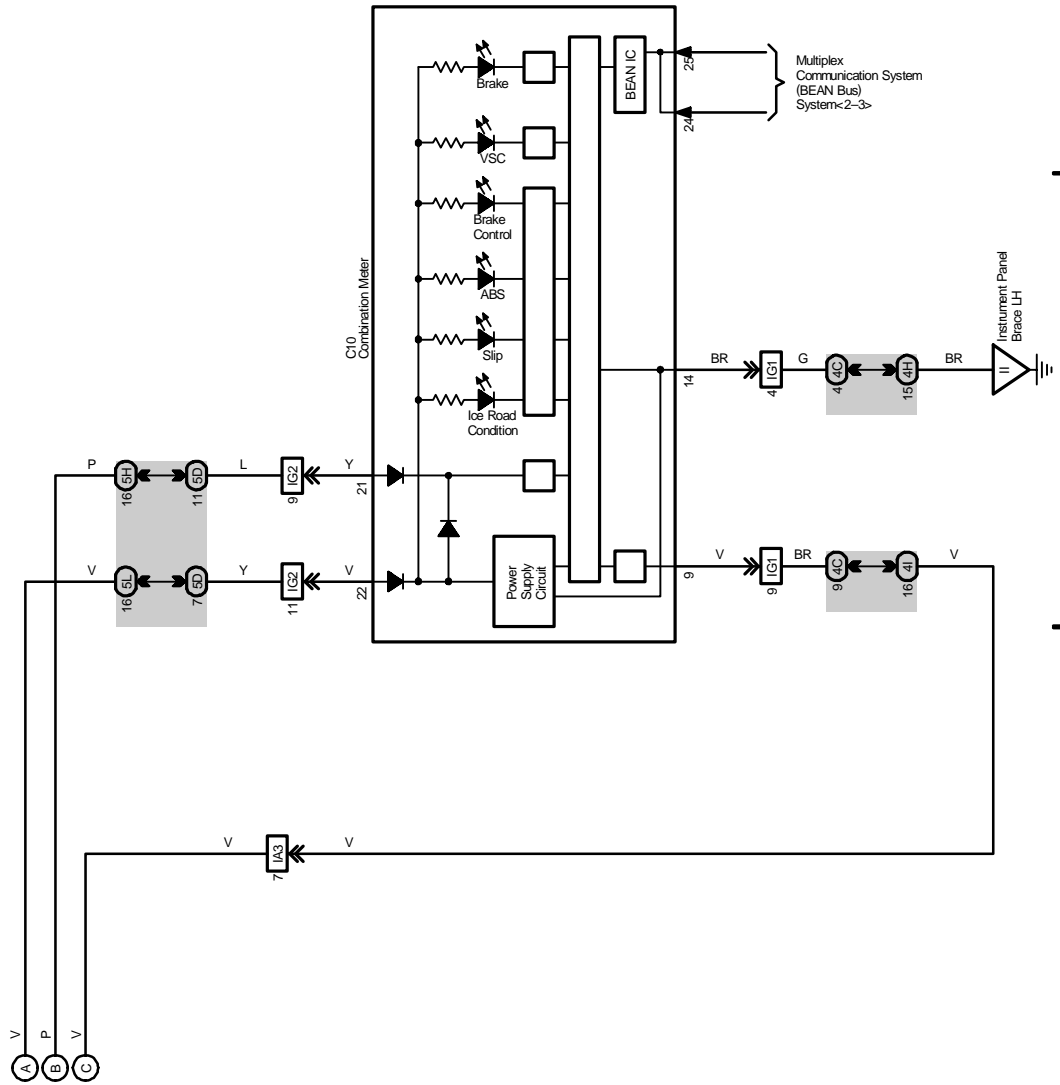 C10
Combination Meter
Brake
VSC
Brake
Control
ABS
Slip
Ice Road
Condition
BEAN IC
25
24
Multiplex
Communication System
(BEAN Bus)
System<2–3>
Power
Supply
Circuit
P
16 5H
11 5D
L
9 IG2
Y
21
V
16 5L
7 5D
Y
11 IG2
V
22
14
BR
4 IG1
G
4 4C
15 4H
BR
II
Instrument Panel
Brace LH
9
V
9 IG1
BR
9 4C
16 4I
V
V
7 IA3
V
V
A
P
B
V
C